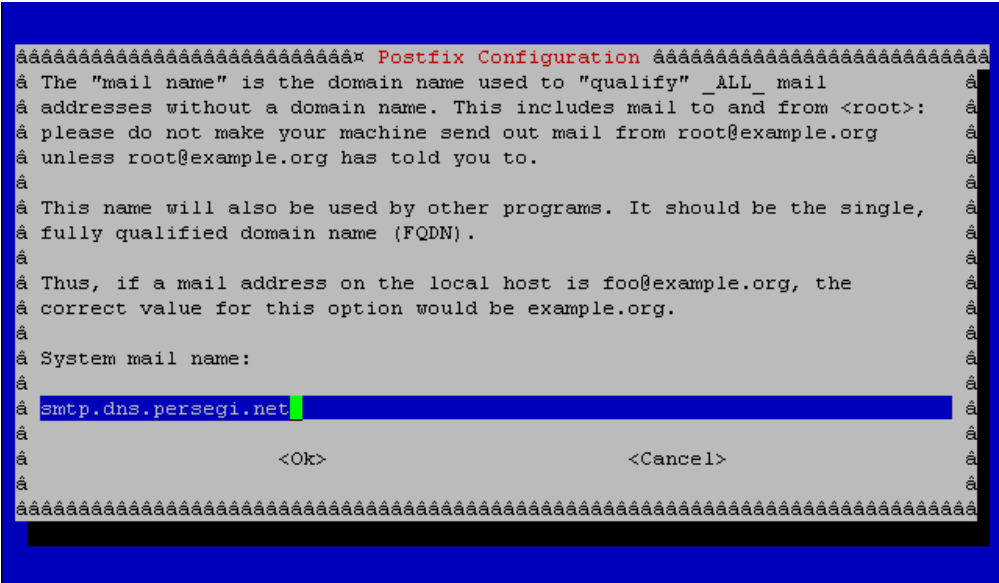 ââââââââââââââââââââââââââ¤ Postfix Configuration ââââââââââââââââââââââââââ
â The "mail name" is the domain name used to "qualify" _ALL_ mail â
â addresses without a domain name. This includes mail to and from <root>: â
â please do not make your machine send out mail from root@example.org â
â unless root@example.org has told you to. â
â â
â This name will also be used by other programs. It should be the single, â
â fully qualified domain name (FQDN). â
â â
â Thus, if a mail address on the local host is foo@example.org, the â
â correct value for this option would be example.org. â
â â
â System mail name: â
â â
â smtp.dns.persegi.net â
â â
â <Ok> <Cancel> â
â â
âââââââââââââââââââââââââââââââââââââââââââââââââââââââââââââââââââââââââââââ